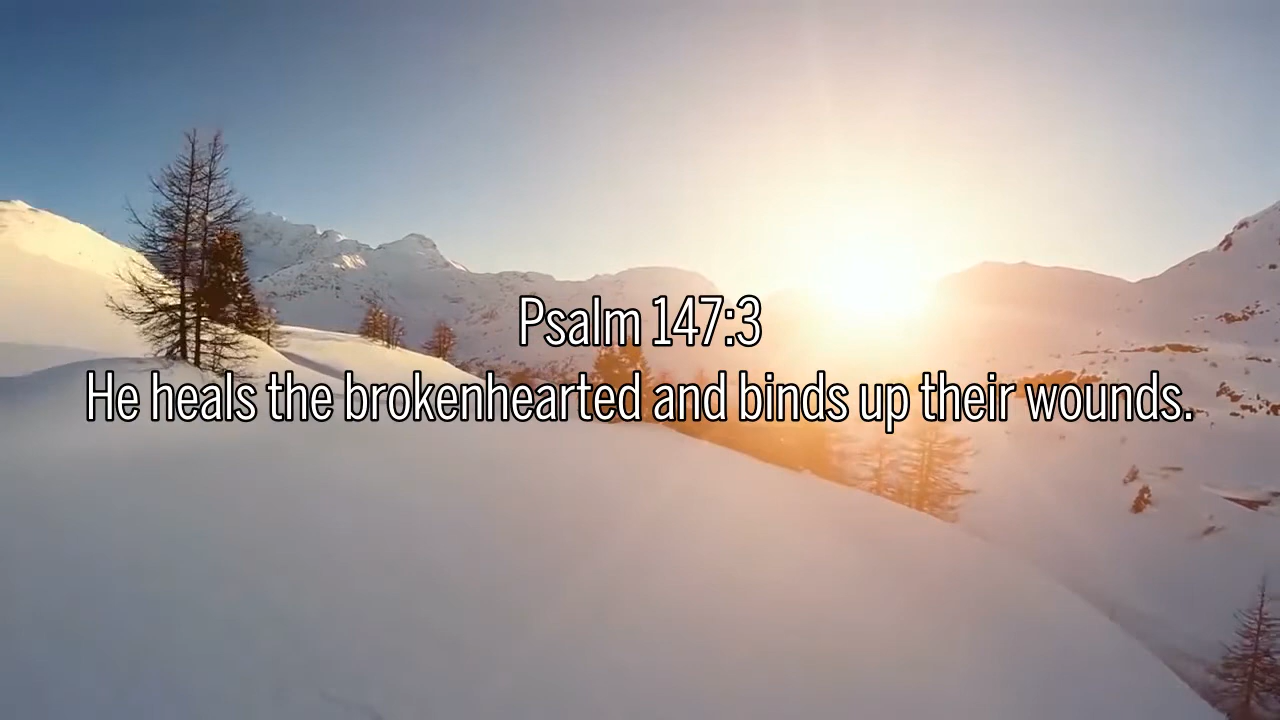 Psalm 147:3
He heals the brokenhearted and binds up their wounds.